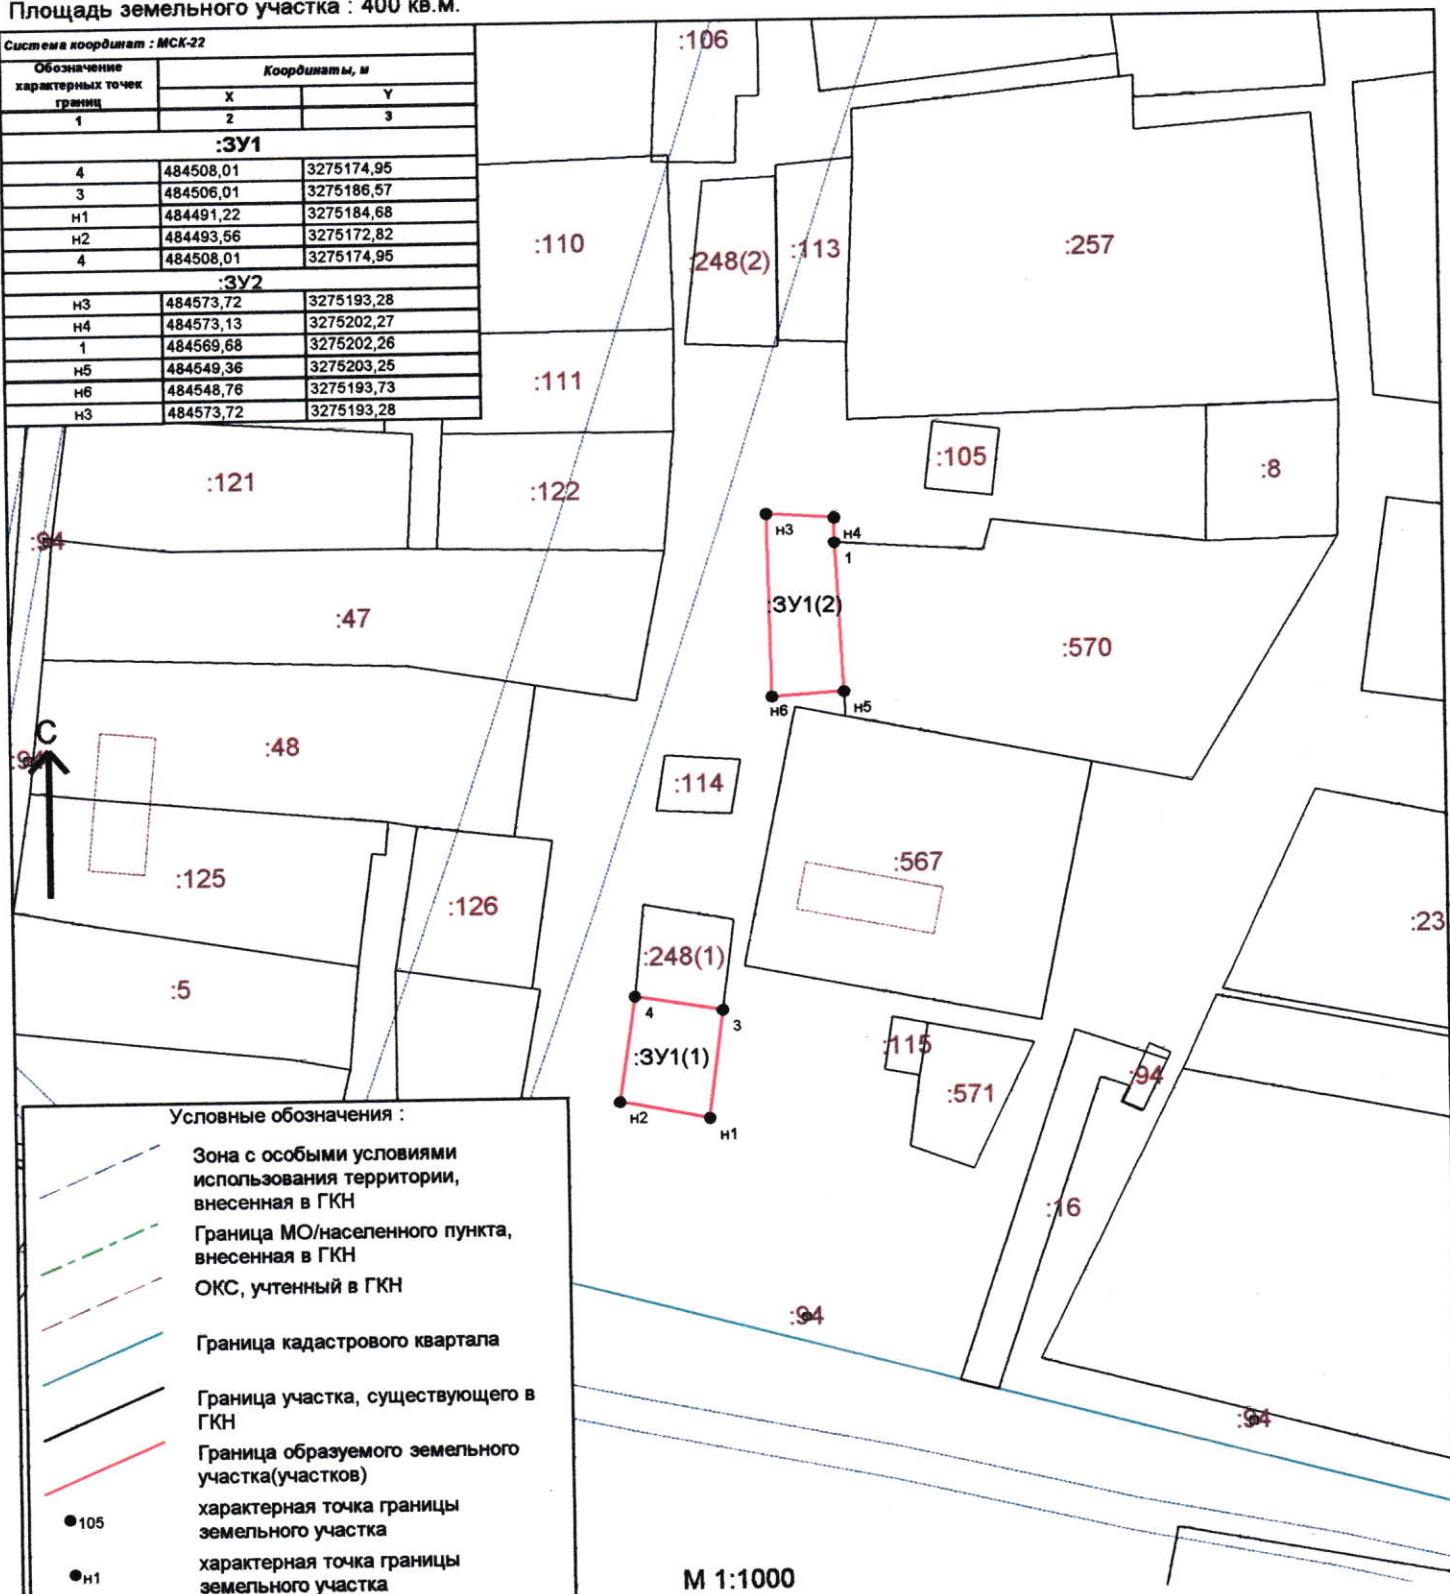 Площадь земельного участка : 400 кв.м.
Система координат : МСК-22
Обозначение характерных точек границ Координаты, м
X Y
1 2 3
:ЗУ1
4 484508,01 3275174,95
3 484506,01 3275186,57
н1 484491,22 3275184,68
н2 484493,56 3275172,82
4 484508,01 3275174,95
:ЗУ2
н3 484573,72 3275193,28
н4 484573,13 3275202,27
1 484569,68 3275202,26
н5 484549,36 3275203,25
н6 484548,76 3275193,73
н3 484573,72 3275193,28
:106
:110
:248(2)
:113
:257
:111
:105
:8
:121
:122
н3
н4
:94
1
:ЗУ1(2)
:47
:570
н6
н5
С
:48
:94
:114
:567
:125
:126
:23
:248(1)
:5
4
3
:ЗУ1(1)
:115
:94
:571
н2
н1
:16
:94
:94
Условные обозначения :
Зона с особыми условиями
использования территории,
внесенная в ГКН
Граница МО/населенного пункта,
внесенная в ГКН
ОКС, учтенный в ГКН
Граница кадастрового квартала
Граница участка, существующего в
ГКН
Граница образуемого земельного
участка(участков)
105 характерная точка границы
земельного участка
н1 характерная точка границы
земельного участка
М 1:1000